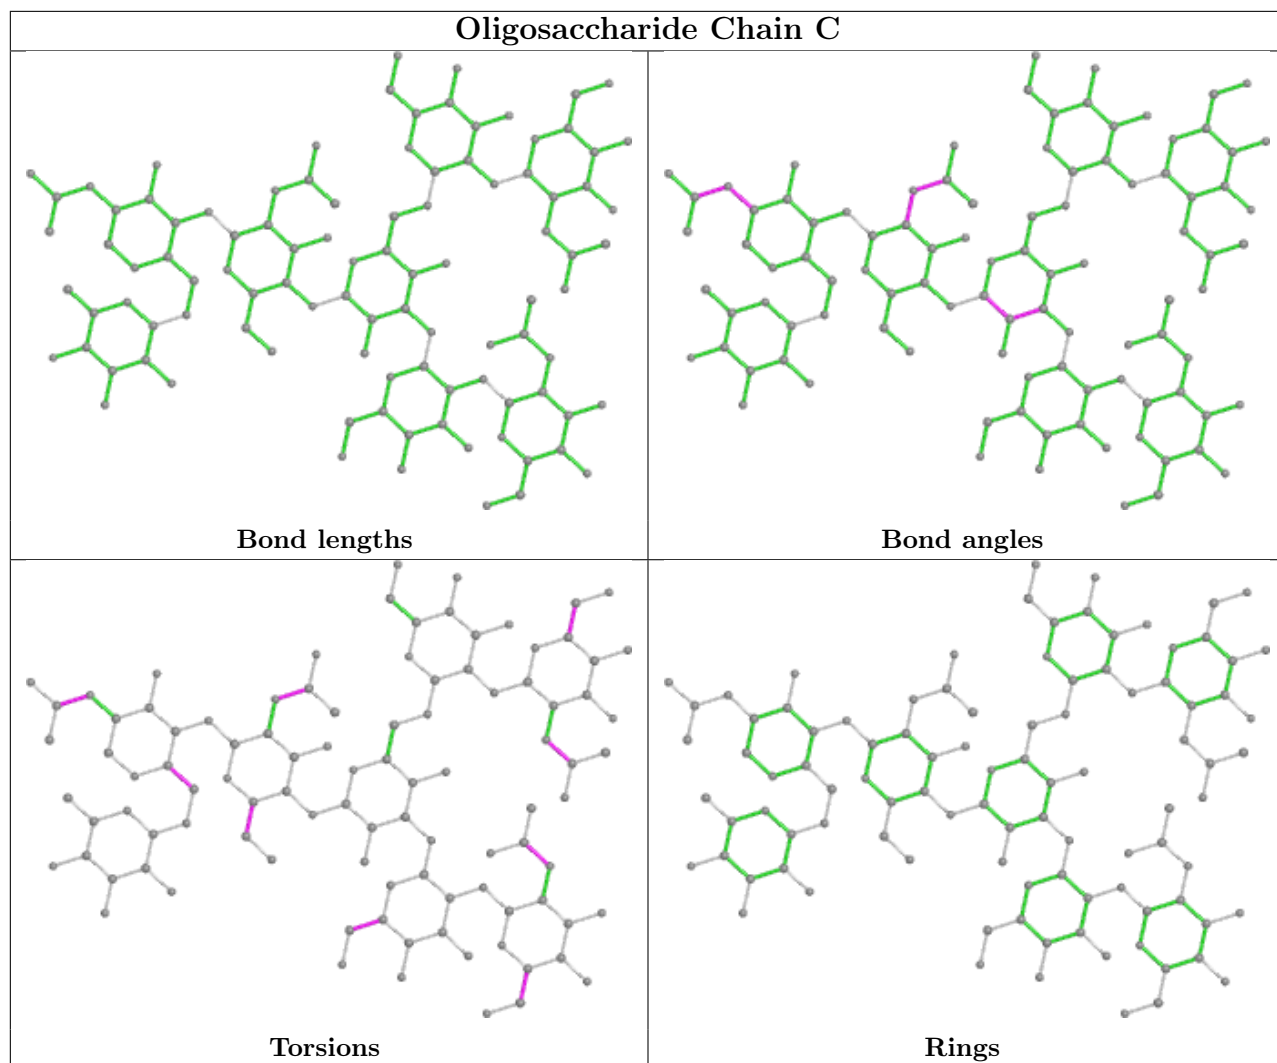 Oligosaccharide Chain C
Bond lengths
Bond angles
Torsions
Rings